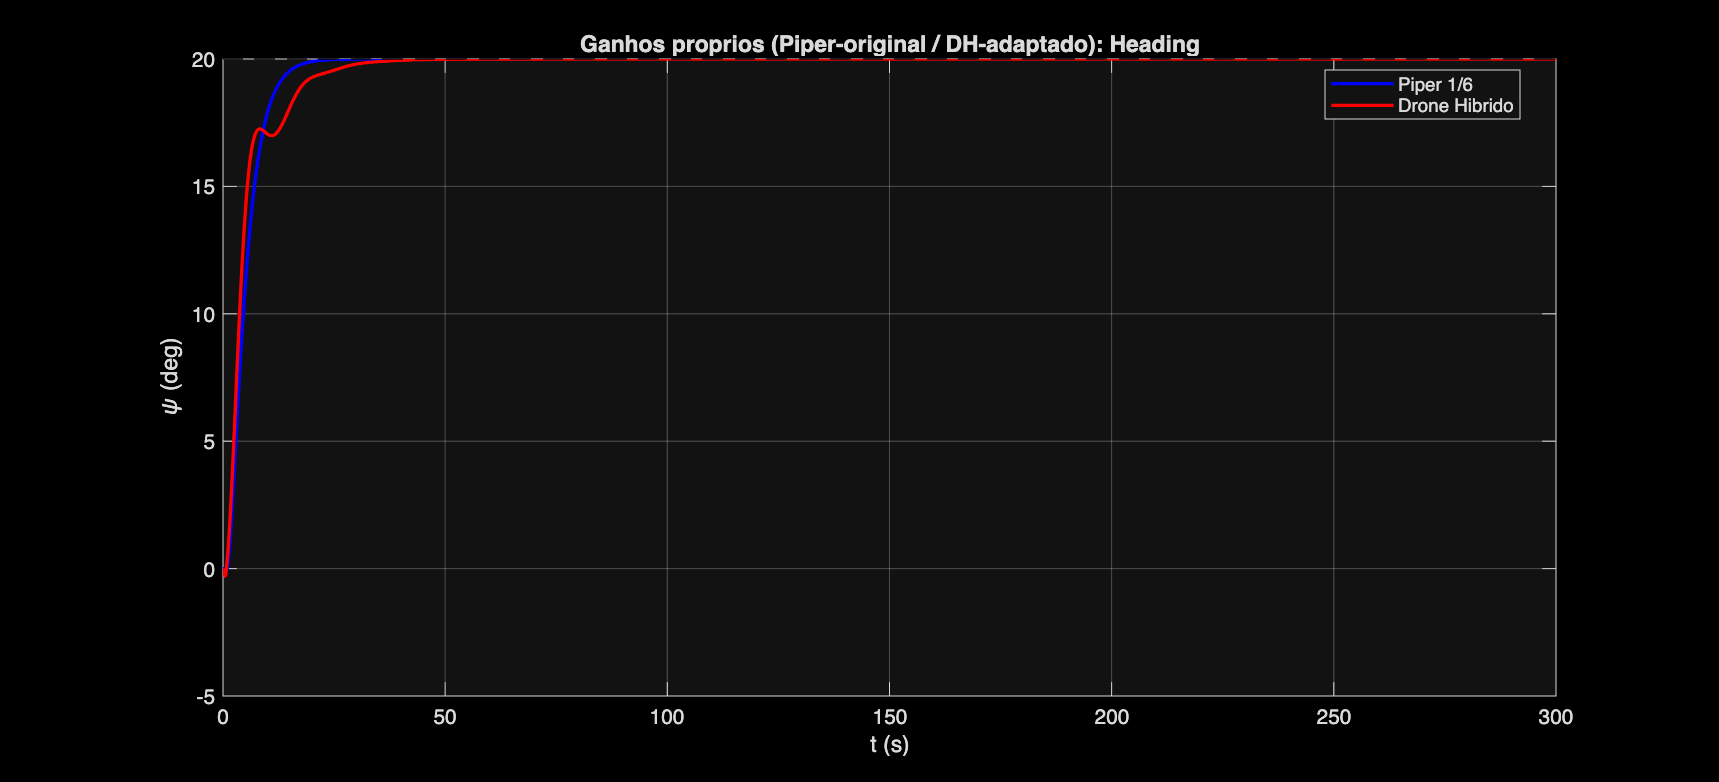 Ganhos proprios (Piper-original / DH-adaptado): Heading
20
15
10
5
0
-5
ψ (deg)
Piper 1/6
Drone Hibrido
0
50
100
150
200
250
300
t (s)